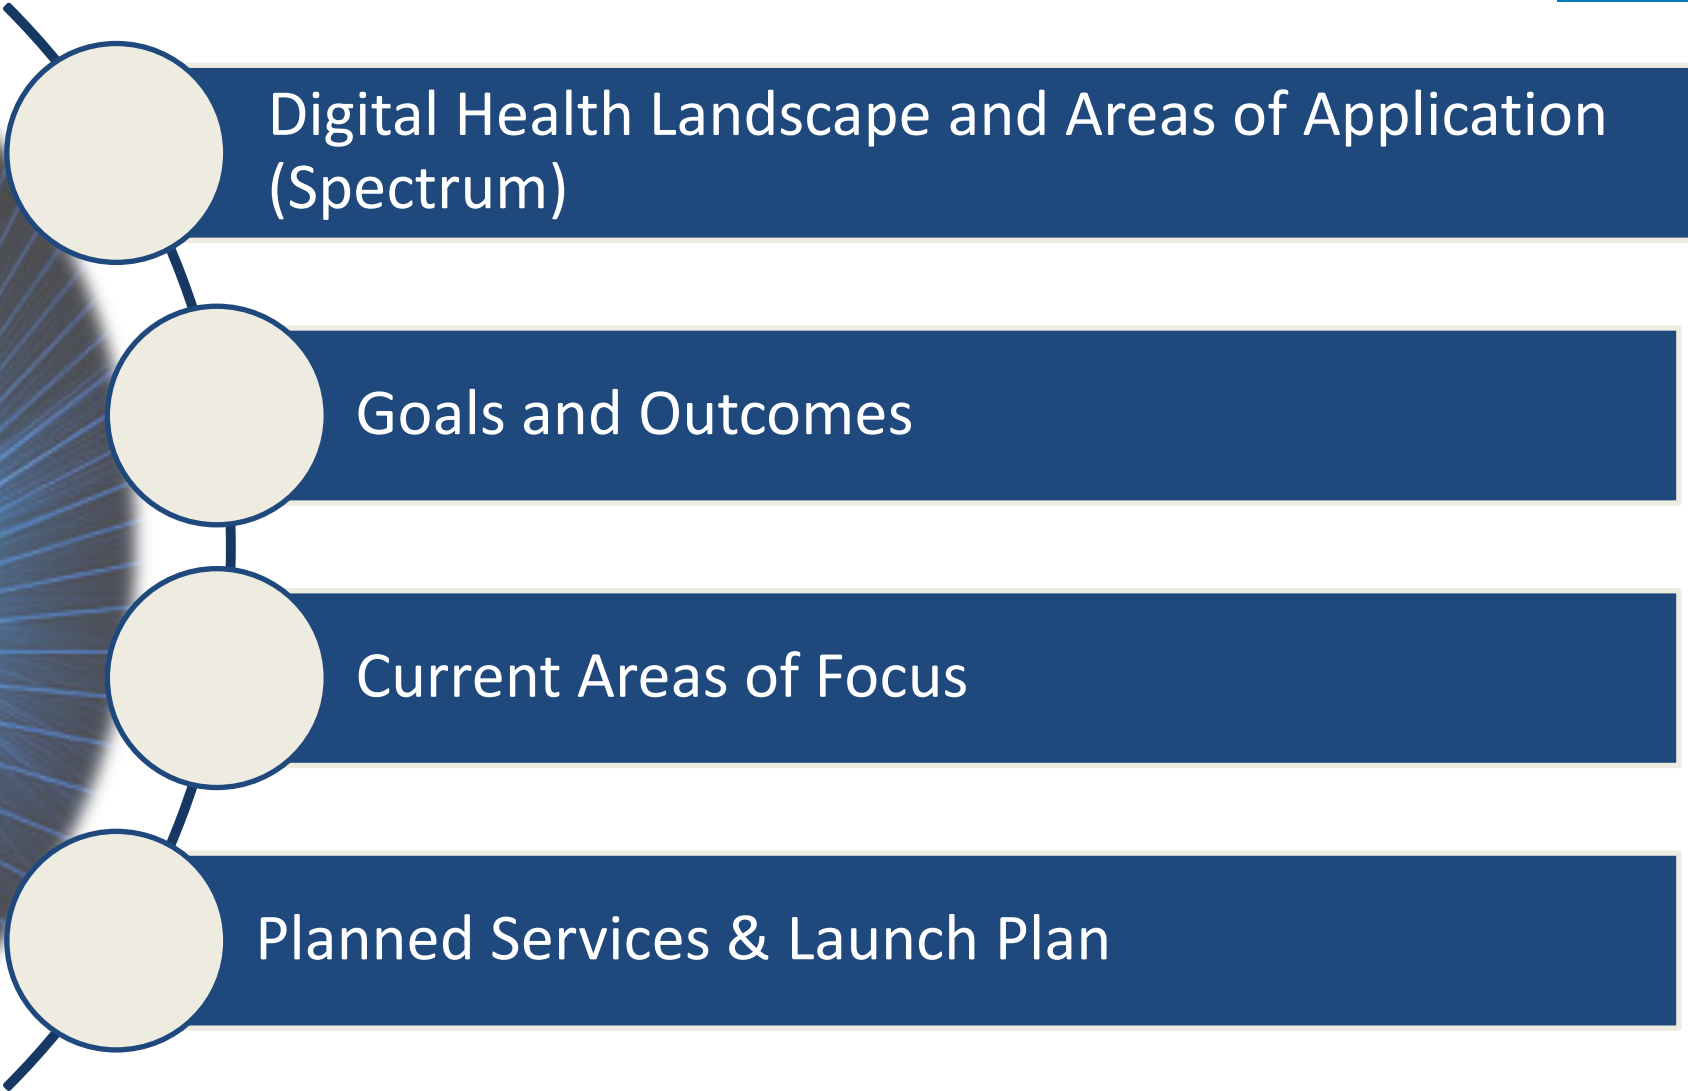 Digital Health Landscape and Areas of Application
(Spectrum)
Goals and Outcomes
Current Areas of Focus
Planned Services & Launch Plan